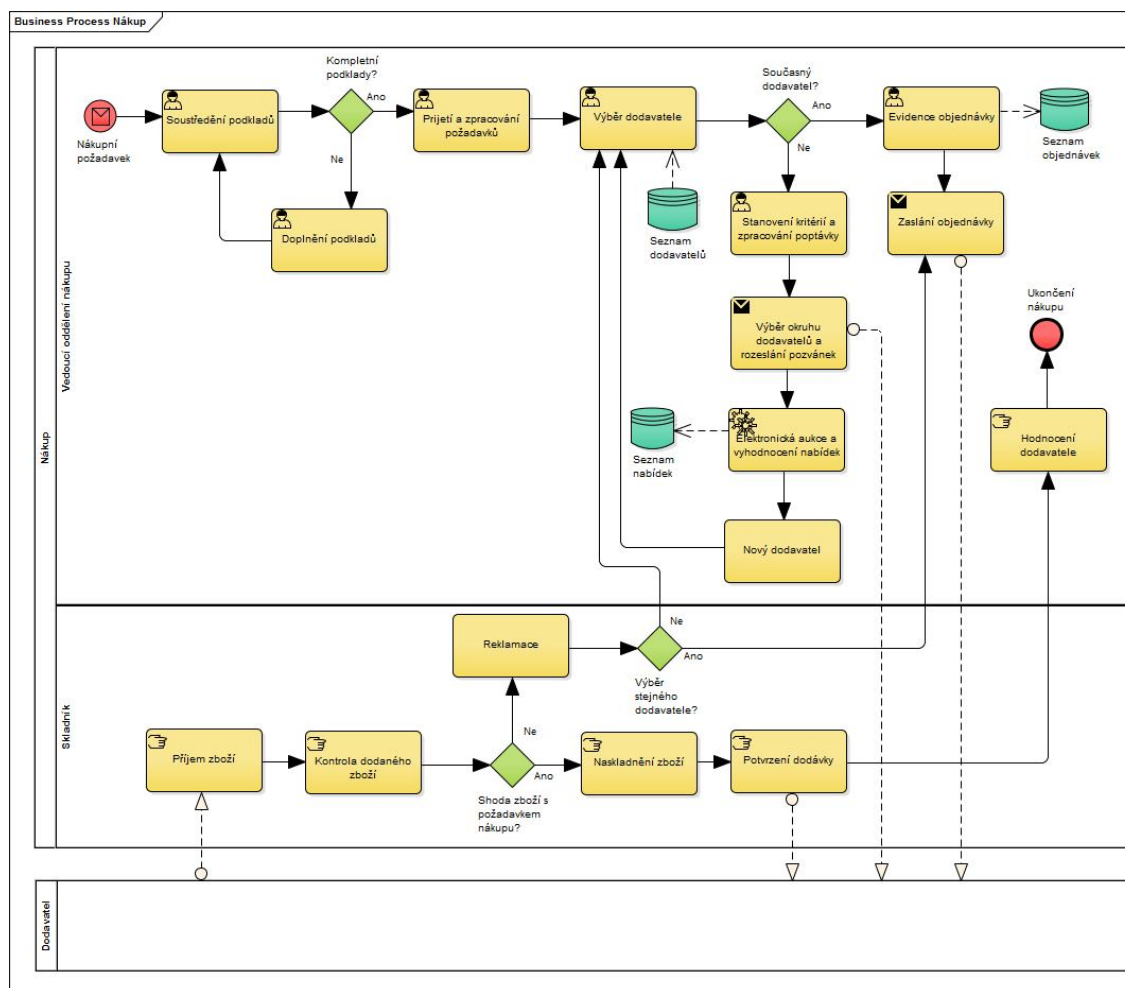 Business Process Nákup
Nákup
Vedoucí oddělení nákupu
Nákupní
požadavek
Soustředění podkladů
Kompletní
podklady?
Ano
Ne
Doplnění podkladů
Prijetí a zpracování
požadavků
Výběr dodavatele
Seznam
dodavatelů
Současný
dodavatel?
Ano
Ne
Evidence objednávky
Seznam
objednávek
Zaslání objednávky
Stanovení kritérií a
zpracování poptávky
Výběr okruhu
dodavatelů a
rozeslání pozvánek
Elektronická aukce a
vyhodnocení nabídek
Seznam
nabídek
Nový dodavatel
Ukončení
nákupu
Hodnocení
dodavatele
Skladník
Reklamace
Ne
Ano
Výběr
stejného
dodavatele?
Příjem zboží
Kontrola dodaného
zboží
Ne
Ano
Shoda zboží s
požadavkem
nákupu?
Naskladnění zboží
Potvrzení dodávky
Dodavatel